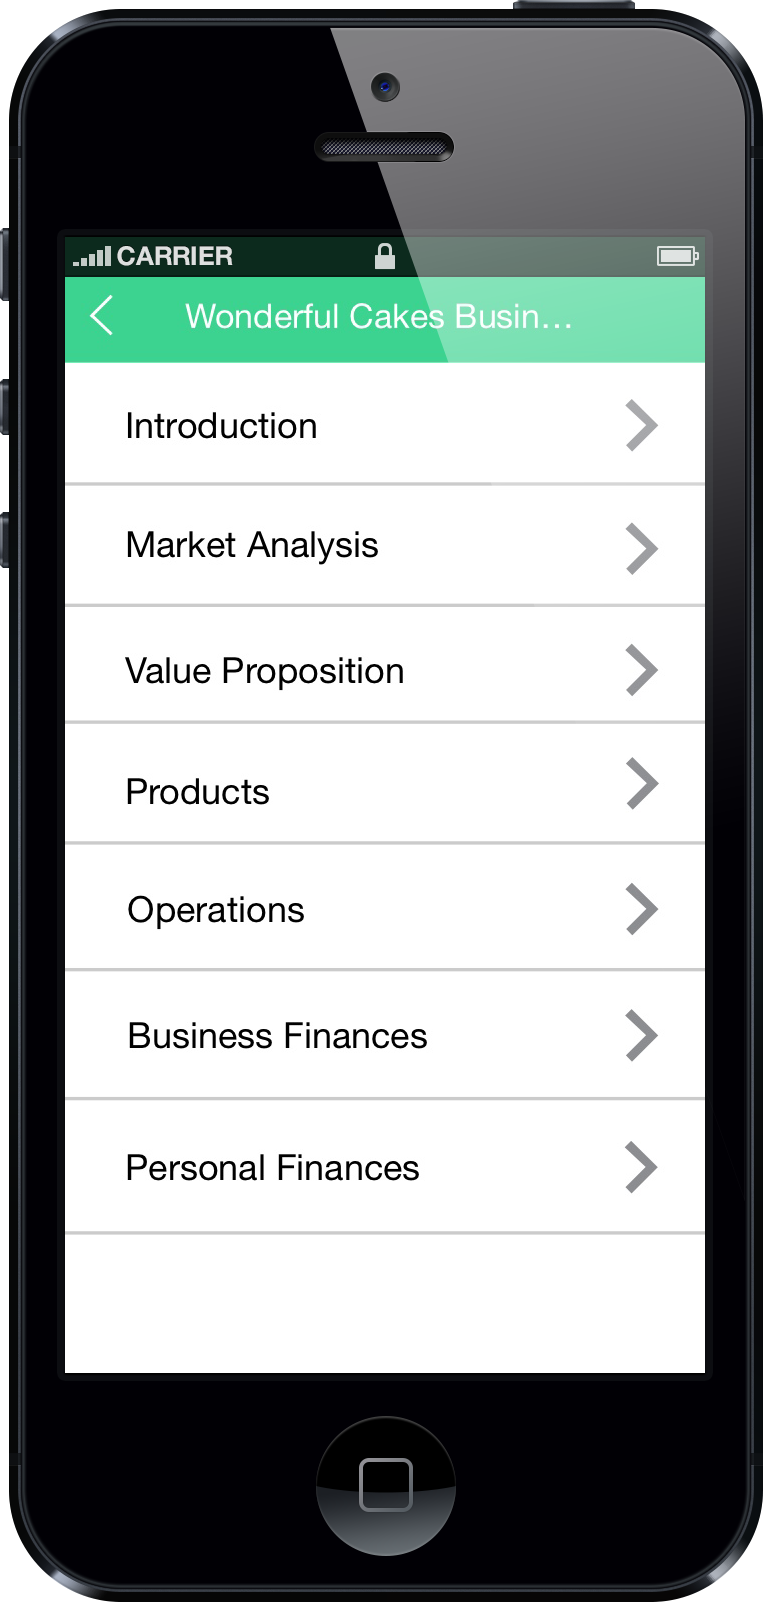 CARRIER
Wonderful Cakes Busin...
Introduction
Market Analysis
Value Proposition
Products
Operations
Business Finances
Personal Finances